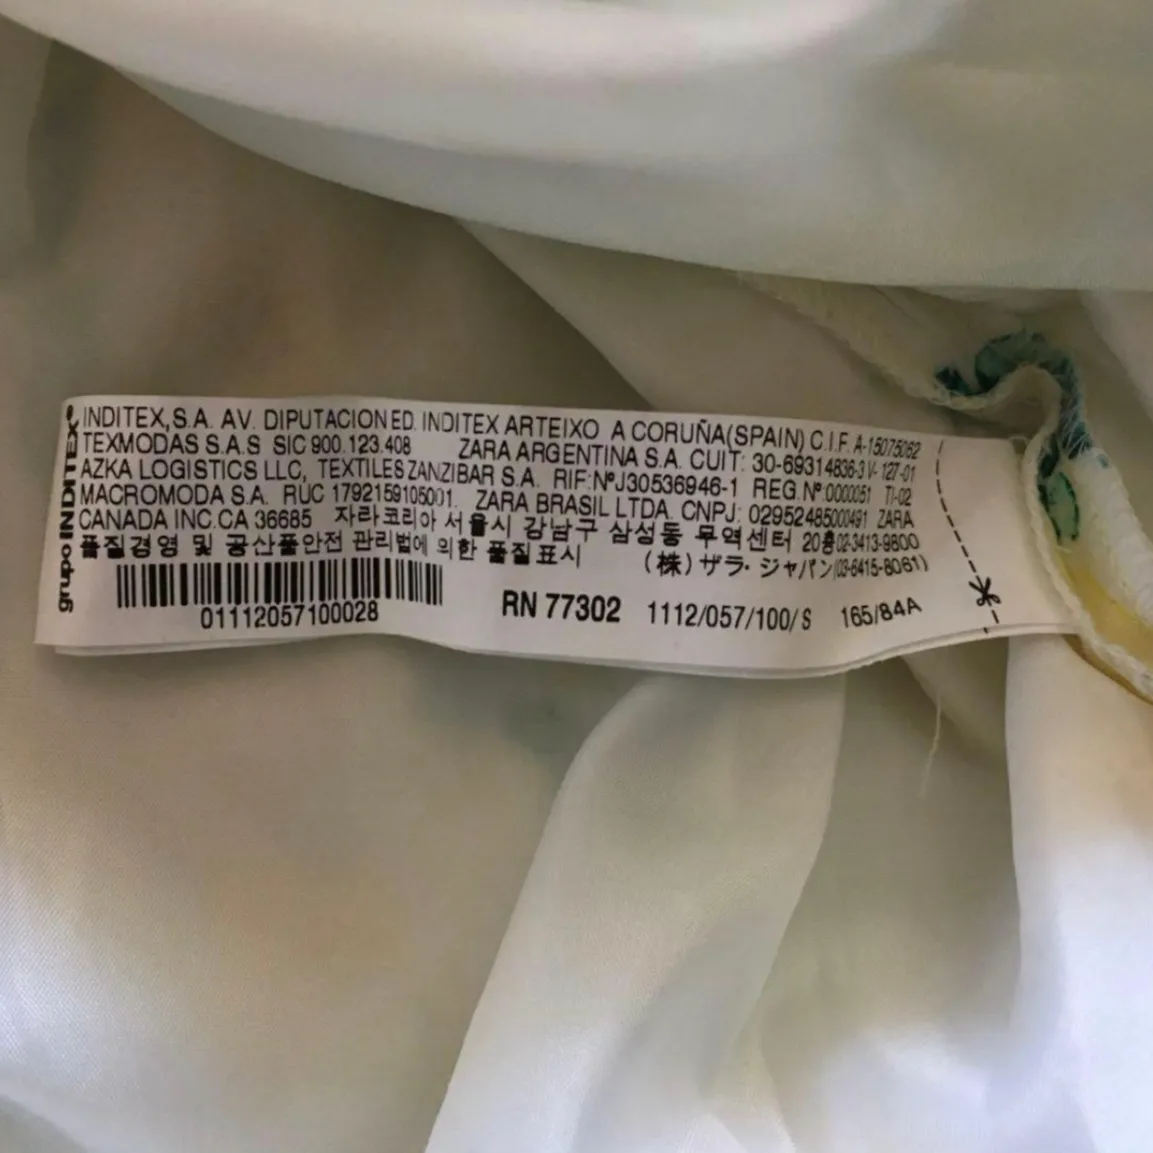 grupo INDITEX
INDITEX,S.A. AV. DIPUTACION ED. INDITEX ARTEIXO A CORUÑA(SPAIN) C.I.F. A-15075062
TEXMODAS S.A.S SIC 900.123.408 ZARA ARGENTINA S.A. CUIT: 30-69314836-3 V-127-01
AZKA LOGISTICS LLC, TEXTILES ZANZIBAR S.A. RIF:NºJ30536946-1 REG.Nº:0000051 TI-02
MACROMODA S.A. RUC 1792159105001. ZARA BRASIL LTDA. CNPJ: 02952485000491 ZARA
CANADA INC.CA 36685 자라코리아 서울시 강남구 삼성동 무역센터 20층 02-3413-9800
품질경영 및 공산품안전 관리법에 의한 품질표시 (株) ザラ・ジャパン(03-6415-8061)
01112057100028 RN 77302 1112/057/100/S 165/84A